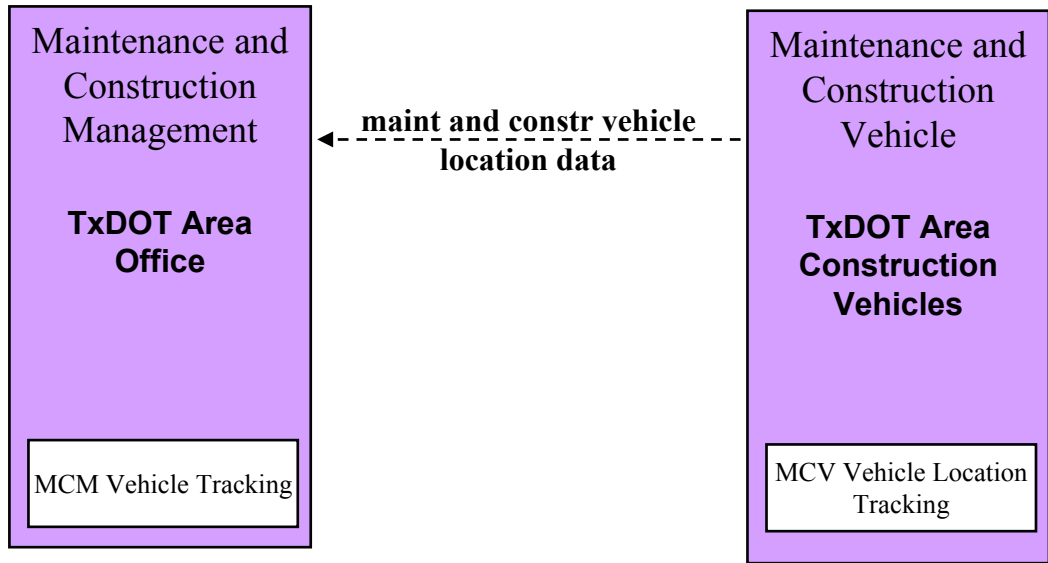 Maintenance and
Construction
Management
TxDOT Area
Office
MCM Vehicle Tracking
maint and constr vehicle
location data
Maintenance and
Construction
Vehicle
TxDOT Area
Construction
Vehicles
MCV Vehicle Location
Tracking